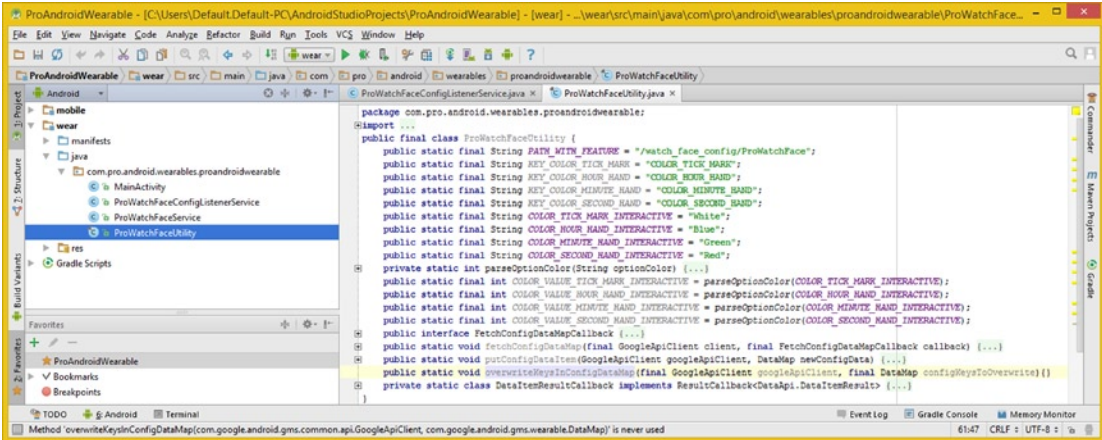 ProAndroidWearable - [C:\Users\Default.Default-PC\AndroidStudioProjects\ProAndroidWearable] - [wear] - ...\wear\src\main\java\com\pro\android\wearables\proandroidwearable\ProWatchFace...
File Edit View Navigate Code Analyze Refactor Build Run Tools VCS Window Help
wear
ProAndroidWearable wear src main java com pro android wearables proandroidwearable ProWatchFaceUtility
1: Project
7: Structure
Build Variants
2: Favorites
Android
mobile
wear
manifests
java
com.pro.android.wearables.proandroidwearable
MainActivity
ProWatchFaceConfigListenerService
ProWatchFaceService
ProWatchFaceUtility
res
Gradle Scripts
Favorites
ProAndroidWearable
Bookmarks
Breakpoints
ProWatchFaceConfigListenerService.java × ProWatchFaceUtility.java ×
package com.pro.android.wearables.proandroidwearable;
import ...
public final class ProWatchFaceUtility {
public static final String PATH_WITH_FEATURE = "/watch_face_config/ProWatchFace";
public static final String KEY_COLOR_TICK_MARK = "COLOR_TICK_MARK";
public static final String KEY_COLOR_HOUR_HAND = "COLOR_HOUR_HAND";
public static final String KEY_COLOR_MINUTE_HAND = "COLOR_MINUTE_HAND";
public static final String KEY_COLOR_SECOND_HAND = "COLOR_SECOND_HAND";
public static final String COLOR_TICK_MARK_INTERACTIVE = "White";
public static final String COLOR_HOUR_HAND_INTERACTIVE = "Blue";
public static final String COLOR_MINUTE_HAND_INTERACTIVE = "Green";
public static final String COLOR_SECOND_HAND_INTERACTIVE = "Red";
private static int parseOptionColor(String optionColor) {...}
public static final int COLOR_VALUE_TICK_MARK_INTERACTIVE = parseOptionColor(COLOR_TICK_MARK_INTERACTIVE);
public static final int COLOR_VALUE_HOUR_HAND_INTERACTIVE = parseOptionColor(COLOR_HOUR_HAND_INTERACTIVE);
public static final int COLOR_VALUE_MINUTE_HAND_INTERACTIVE = parseOptionColor(COLOR_MINUTE_HAND_INTERACTIVE);
public static final int COLOR_VALUE_SECOND_HAND_INTERACTIVE = parseOptionColor(COLOR_SECOND_HAND_INTERACTIVE);
public interface FetchConfigDataMapCallback {...}
public static void fetchConfigDataMap(final GoogleApiClient client, final FetchConfigDataMapCallback callback) {...}
public static void putConfigDataItem(GoogleApiClient googleApiClient, DataMap newConfigData) {...}
public static void overwriteKeysInConfigDataMap(final GoogleApiClient googleApiClient, final DataMap configKeysToOverwrite){}
private static class DataItemResultCallback implements ResultCallback<DataApi.DataItemResult> {...}
}
Commander
Maven Projects
Gradle
TODO 6: Android Terminal Event Log Gradle Console Memory Monitor
Method 'overwriteKeysInConfigDataMap(com.google.android.gms.common.api.GoogleApiClient, com.google.android.gms.wearable.DataMap)' is never used 61:47 CRLF UTF-8